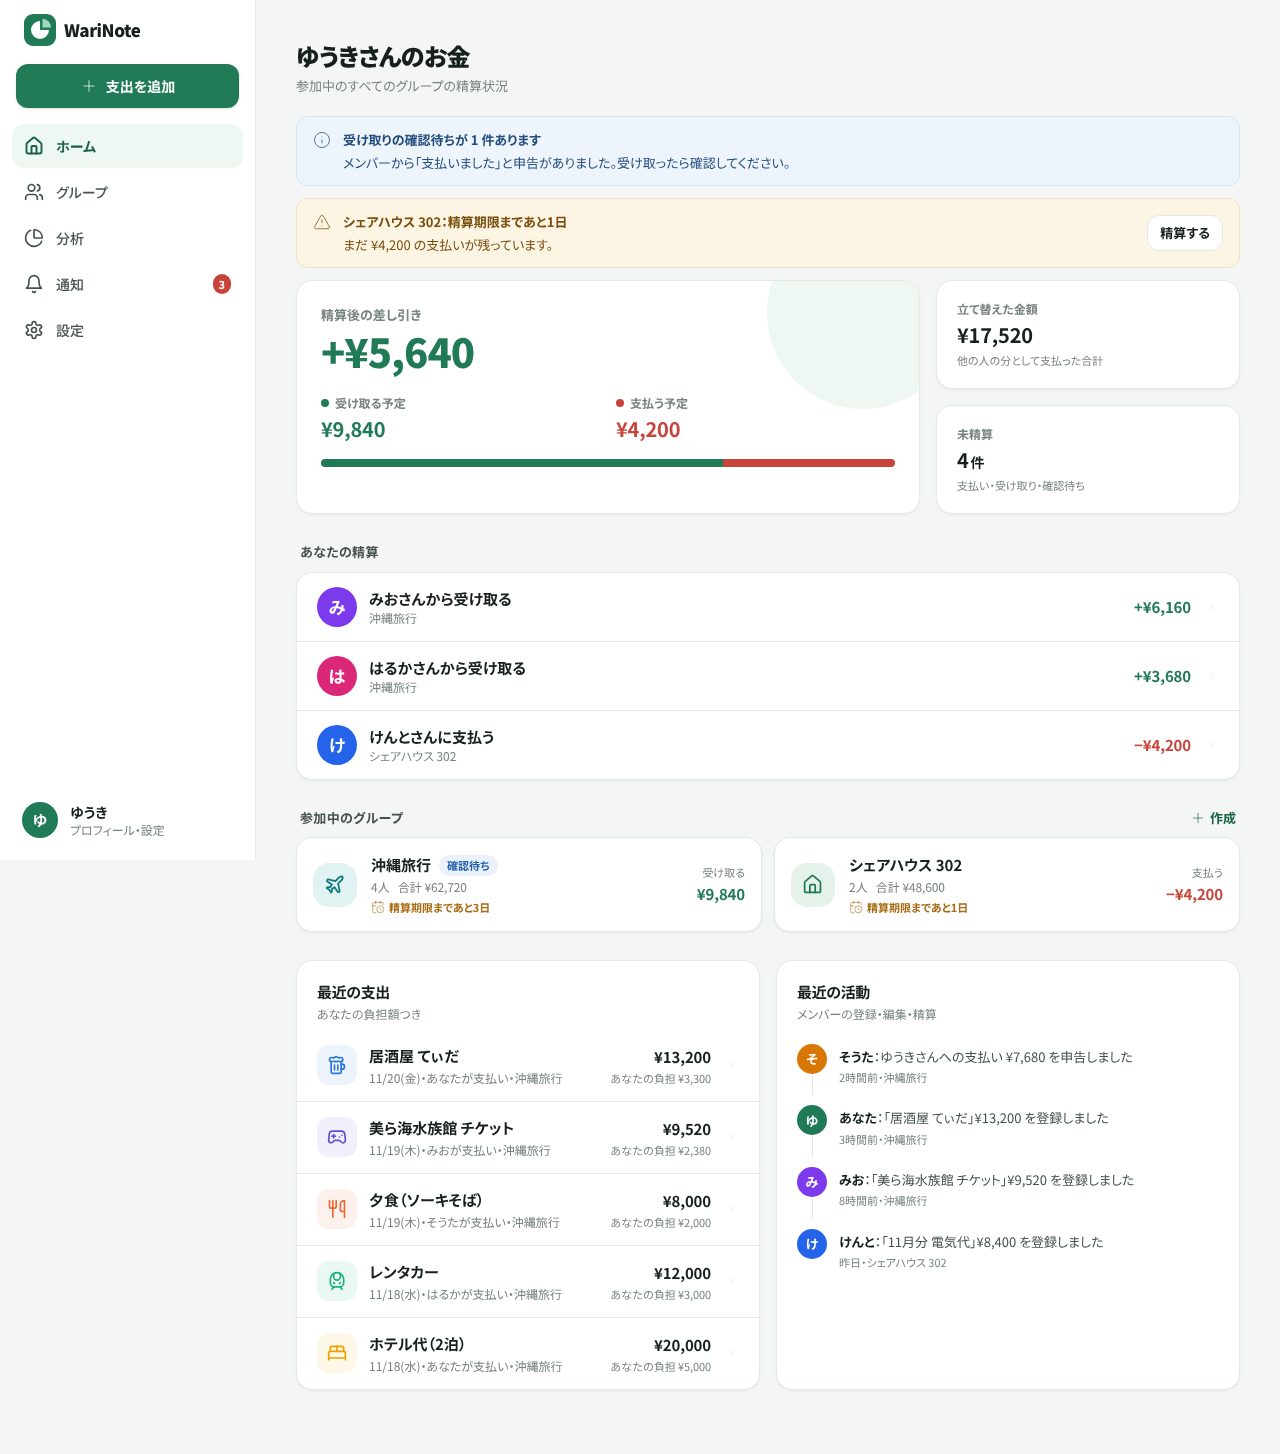 WariNote
支出を追加
ホーム
グループ
分析
通知
3
設定
ゆ
ゆうき
プロフィール・設定
ゆうきさんのお金
参加中のすべてのグループの精算状況
受け取りの確認待ちが 1 件あります
メンバーから「支払いました」と申告がありました。受け取ったら確認してください。
シェアハウス 302：精算期限まであと1日
まだ ¥4,200 の支払いが残っています。
精算する
精算後の差し引き
+¥5,640
受け取る予定
¥9,840
支払う予定
¥4,200
立て替えた金額
¥17,520
他の人の分として支払った合計
未精算
4件
支払い・受け取り・確認待ち
あなたの精算
み
みおさんから受け取る
沖縄旅行
+¥6,160
は
はるかさんから受け取る
沖縄旅行
+¥3,680
け
けんとさんに支払う
シェアハウス 302
−¥4,200
参加中のグループ
作成
沖縄旅行 確認待ち
4人 合計 ¥62,720
精算期限まであと3日
受け取る
¥9,840
シェアハウス 302
2人 合計 ¥48,600
精算期限まであと1日
支払う
−¥4,200
最近の支出
あなたの負担額つき
居酒屋 てぃだ
¥13,200
11/20(金)・あなたが支払い・沖縄旅行
あなたの負担 ¥3,300
美ら海水族館 チケット
¥9,520
11/19(木)・みおが支払い・沖縄旅行
あなたの負担 ¥2,380
夕食（ソーキそば）
¥8,000
11/19(木)・そうたが支払い・沖縄旅行
あなたの負担 ¥2,000
レンタカー
¥12,000
11/18(水)・はるかが支払い・沖縄旅行
あなたの負担 ¥3,000
ホテル代（2泊）
¥20,000
11/18(水)・あなたが支払い・沖縄旅行
あなたの負担 ¥5,000
最近の活動
メンバーの登録・編集・精算
そ
そうた：ゆうきさんへの支払い ¥7,680 を申告しました
2時間前・沖縄旅行
ゆ
あなた：「居酒屋 てぃだ」¥13,200 を登録しました
3時間前・沖縄旅行
み
みお：「美ら海水族館 チケット」¥9,520 を登録しました
8時間前・沖縄旅行
け
けんと：「11月分 電気代」¥8,400 を登録しました
昨日・シェアハウス 302